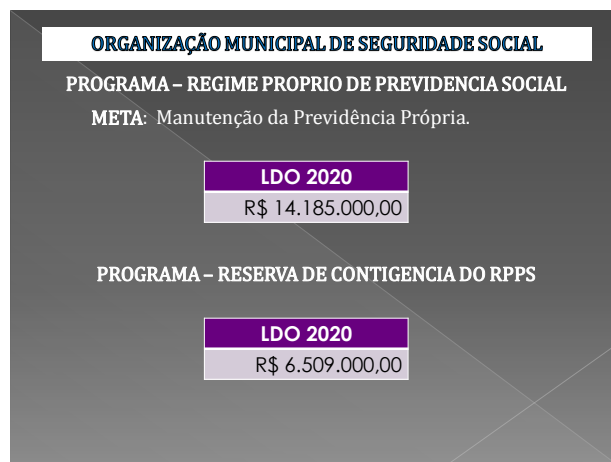 ORGANIZAÇÃO MUNICIPAL DE SEGURIDADE SOCIAL
PROGRAMA – REGIME PROPRIO DE PREVIDENCIA SOCIAL
META: Manutenção da Previdência Própria.
LDO 2020
R$ 14.185.000,00
PROGRAMA – RESERVA DE CONTIGENCIA DO RPPS
LDO 2020
R$ 6.509.000,00